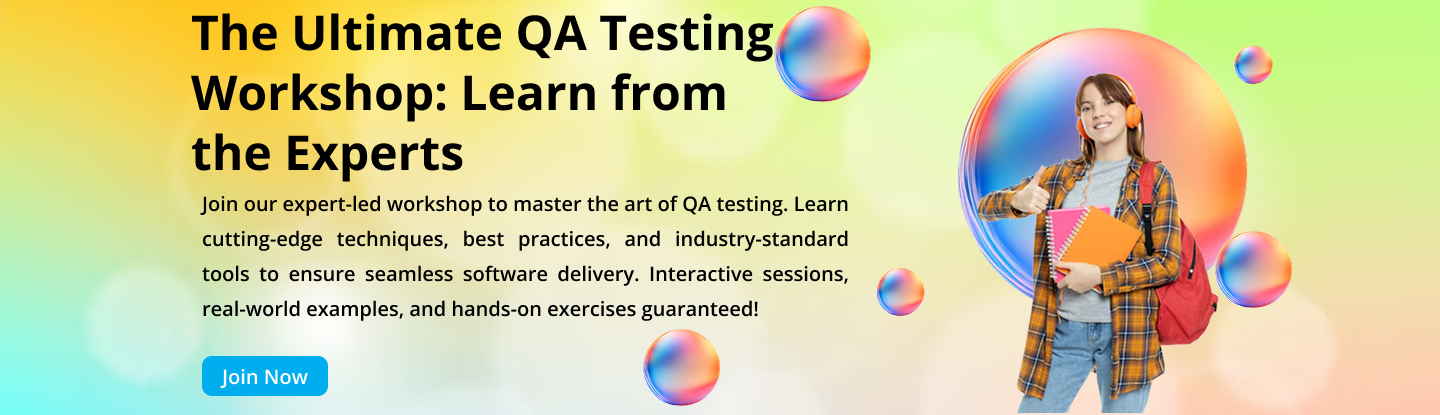 The Ultimate QA Testing
Workshop: Learn from
the Experts
Join our expert-led workshop to master the art of QA testing. Learn
cutting-edge techniques, best practices, and industry-standard
tools to ensure seamless software delivery. Interactive sessions,
real-world examples, and hands-on exercises guaranteed!
Join Now